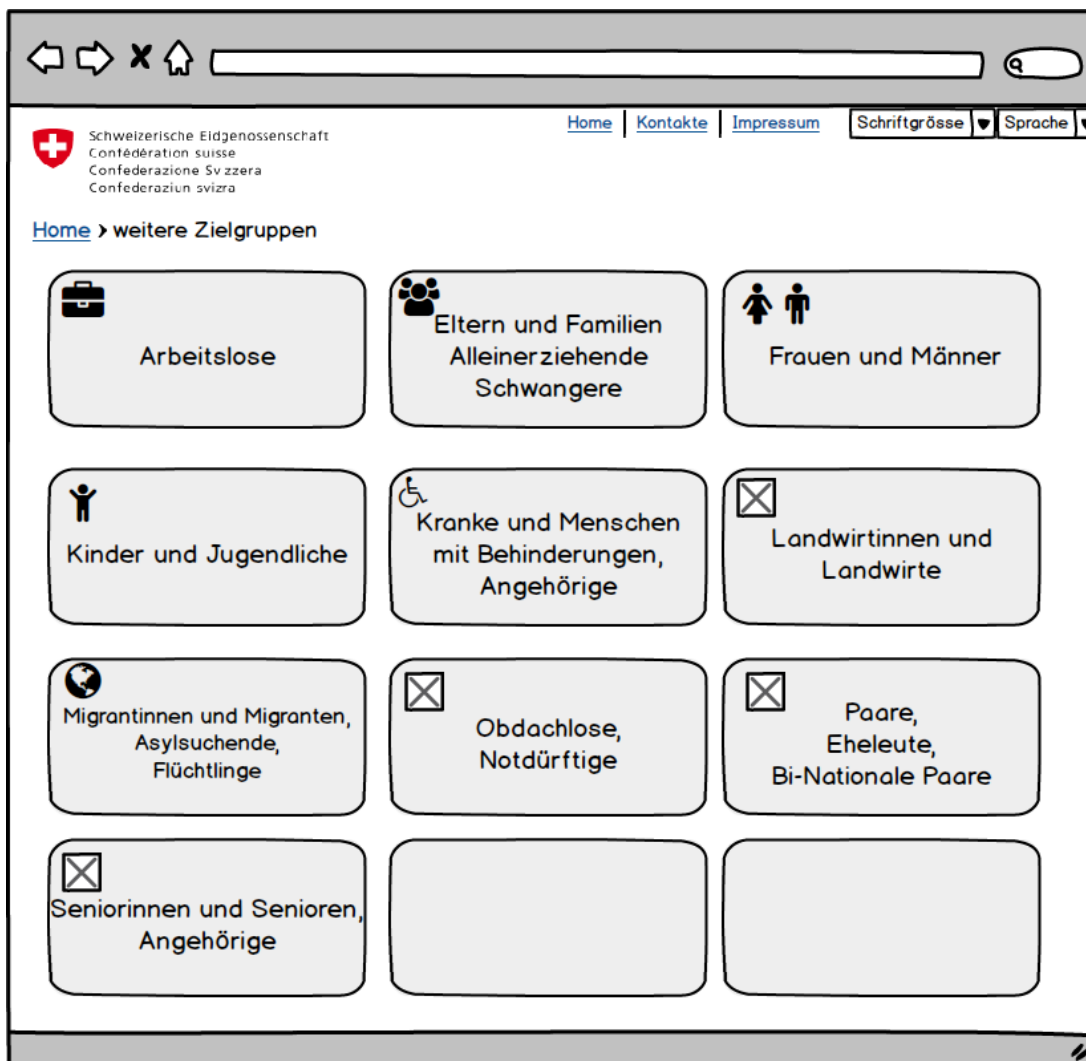 Home Kontakte Impressum Schriftgrösse Sprache
Schweizerische Eidgenossenschaft
Confédération suisse
Confederazione Svizzera
Confederaziun svizra
Home › weitere Zielgruppen
Arbeitslose
Eltern und Familien
Alleinerziehende
Schwangere
Frauen und Männer
Kinder und Jugendliche
Kranke und Menschen
mit Behinderungen,
Angehörige
Landwirtinnen und
Landwirte
Migrantinnen und Migranten,
Asylsuchende,
Flüchtlinge
Obdachlose,
Notdürftige
Paare,
Eheleute,
Bi-Nationale Paare
Seniorinnen und Senioren,
Angehörige